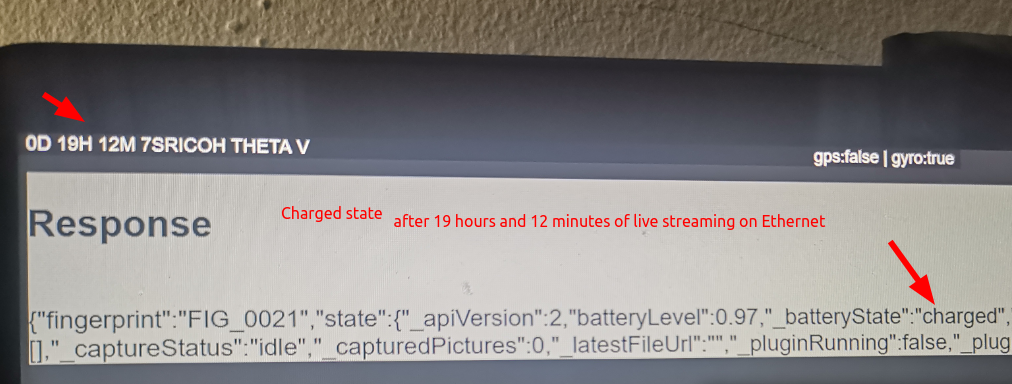 0D 19H 12M 7SRICOH THETA V
gps:false | gyro:true
Response
Charged state
after 19 hours and 12 minutes of live streaming on Ethernet
{"fingerprint":"FIG_0021","state":{"_apiVersion":2,"batteryLevel":0.97,"_batteryState":"charged",
[],"_captureStatus":"idle","_capturedPictures":0,"_latestFileUrl":"","_pluginRunning":false,"_plug